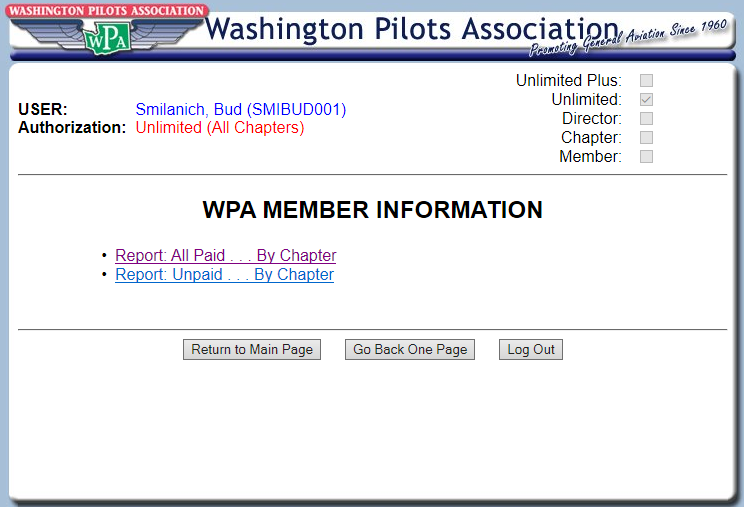 WASHINGTON PILOTS ASSOCIATION
WPA
Washington Pilots Association
Promoting General Aviation Since 1960
Unlimited Plus:
USER: Smilanich, Bud (SMIBUD001)
Unlimited:
Authorization: Unlimited (All Chapters)
Director:
Chapter:
Member:
WPA MEMBER INFORMATION
• Report: All Paid . . . By Chapter
• Report: Unpaid . . . By Chapter
Return to Main Page Go Back One Page Log Out